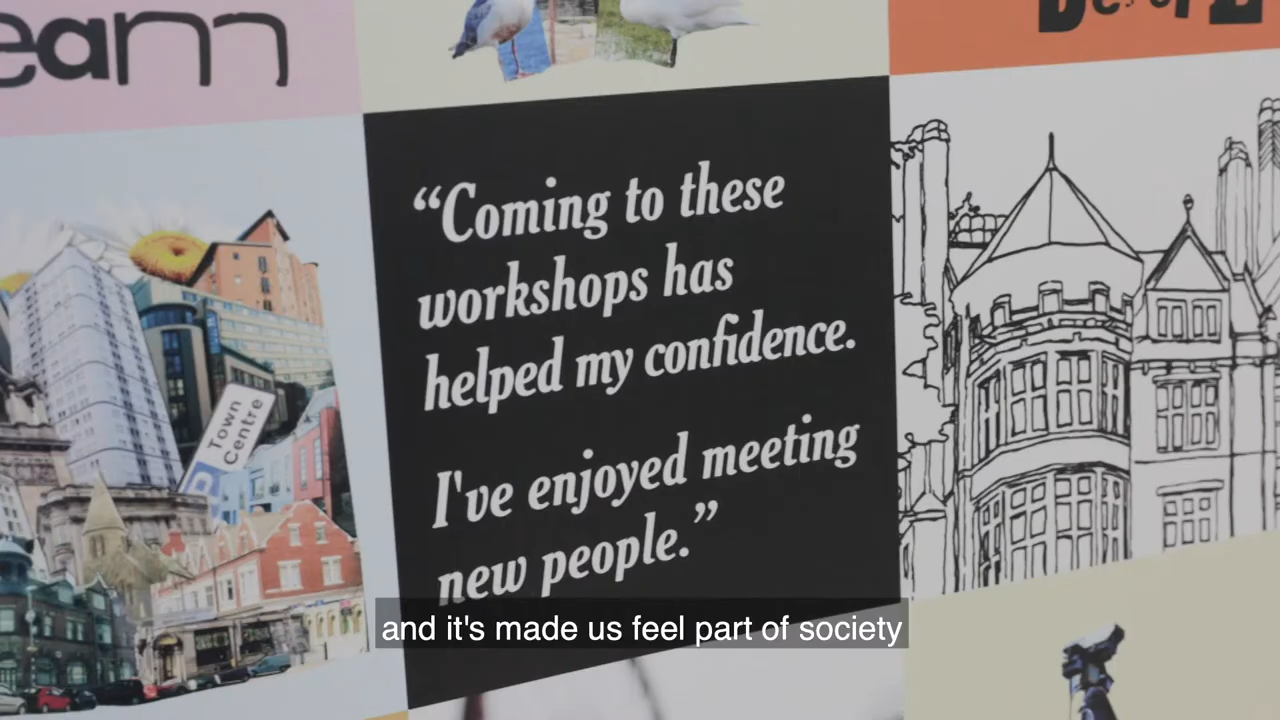 eam
“Coming to these
workshops has
helped my confidence.
I've enjoyed meeting
new people.”
Town
Centre
P
and it's made us feel part of society